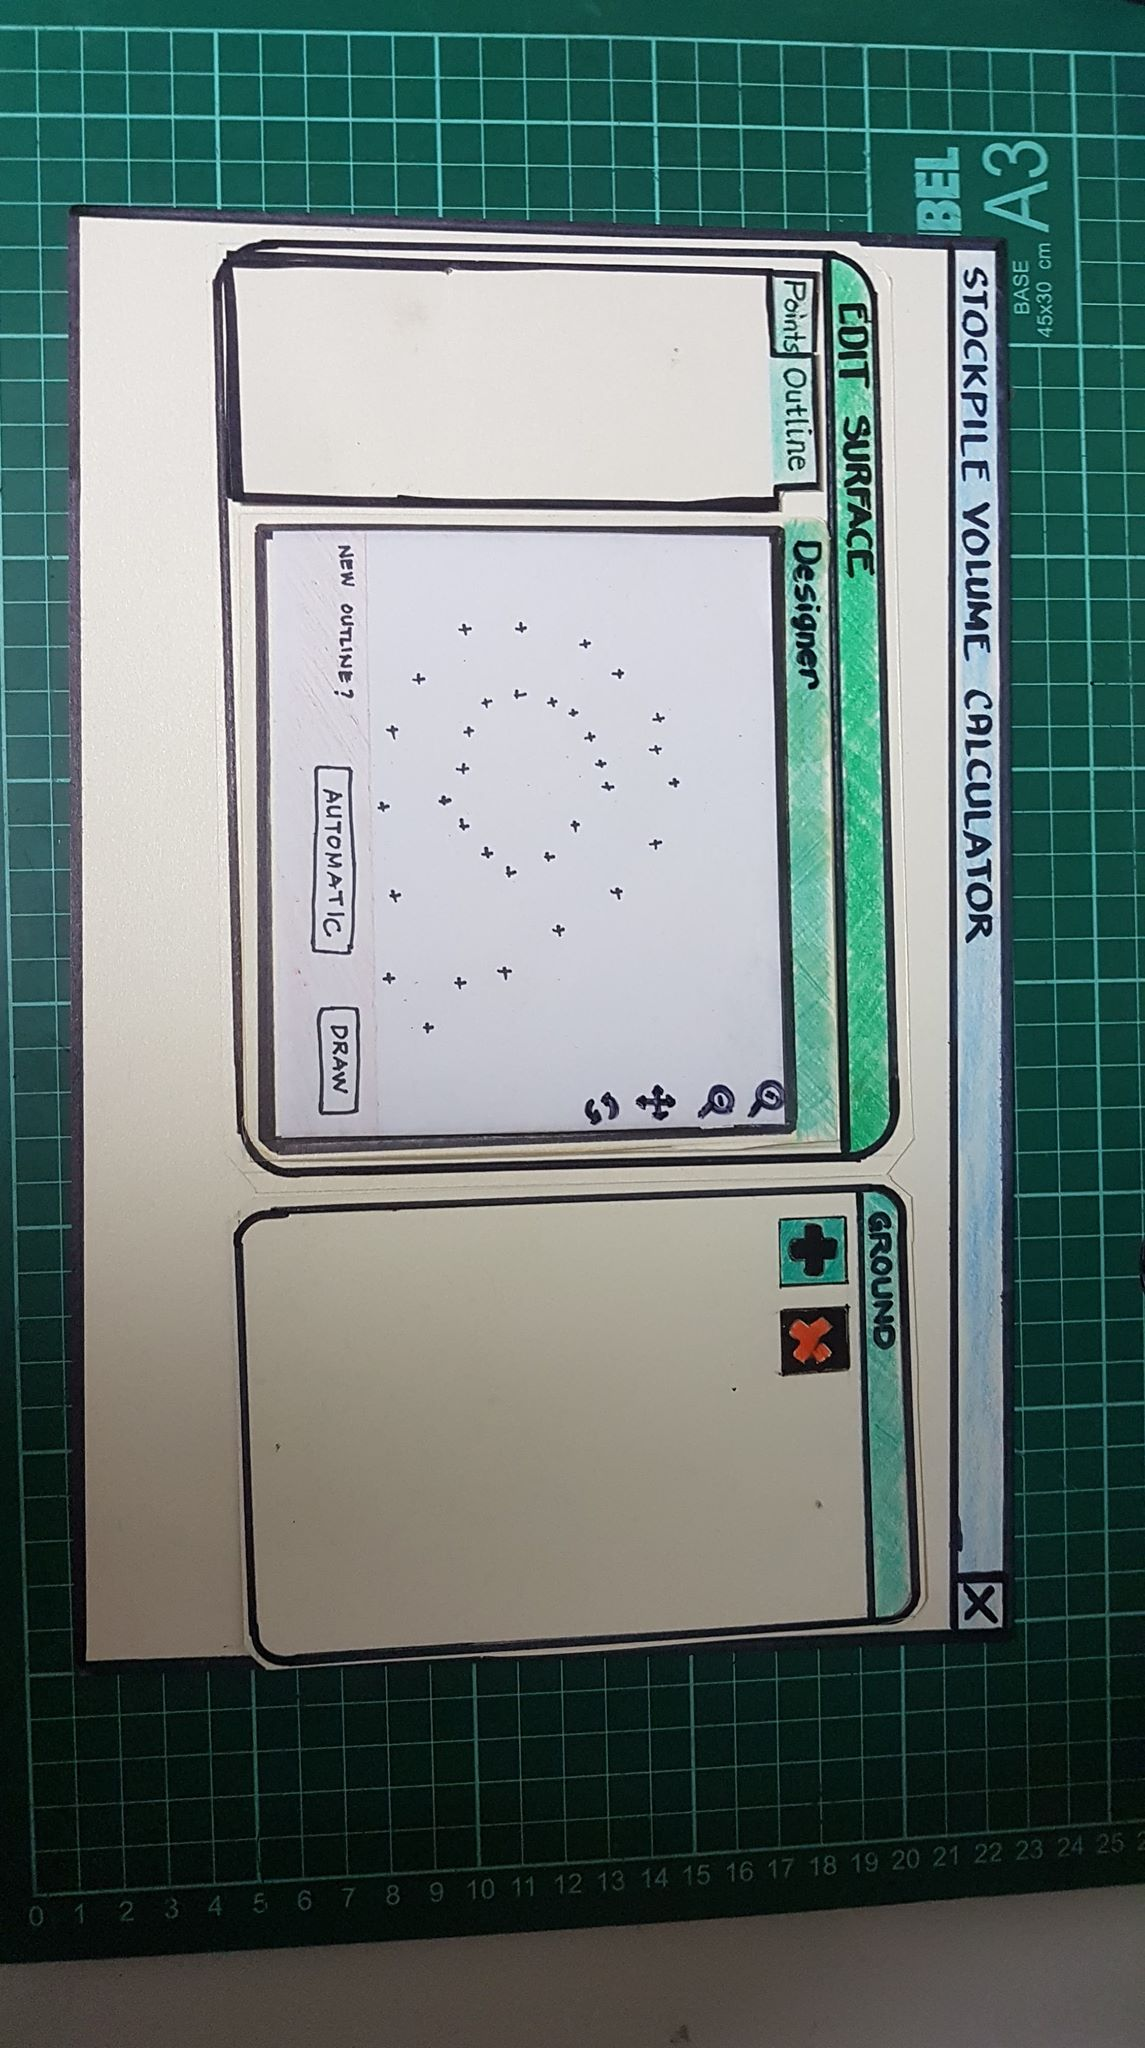 STOCKPILE VOLUME CALCULATOR X
EDIT SURFACE
Points Outline
Designer
NEW OUTLINE? AUTOMATIC DRAW
GROUND
BEL
A3
BASE
45x30 cm
0 1 2 3 4 5 6 7 8 9 10 11 12 13 14 15 16 17 18 19 20 21 22 23 24 25